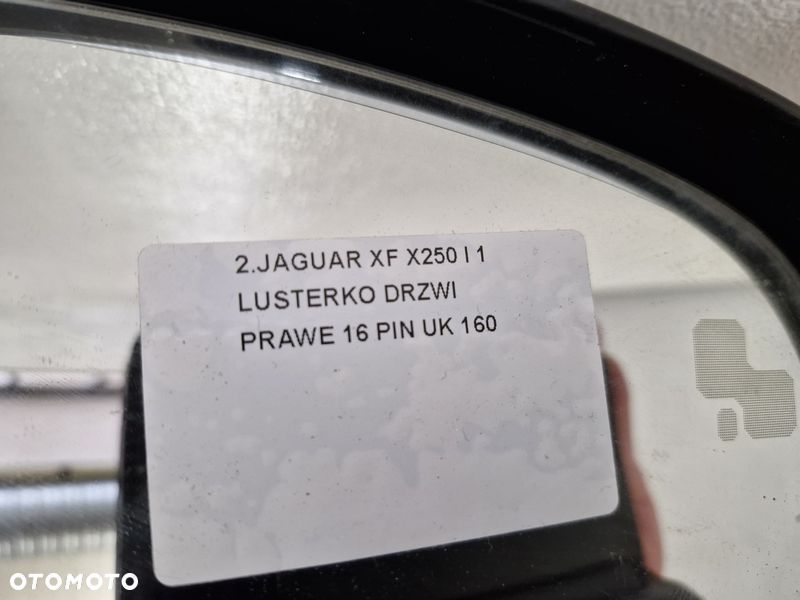 2.JAGUAR XF X250 I 1
LUSTERKO DRZWI
PRAWE 16 PIN UK 160
OTOMOTO